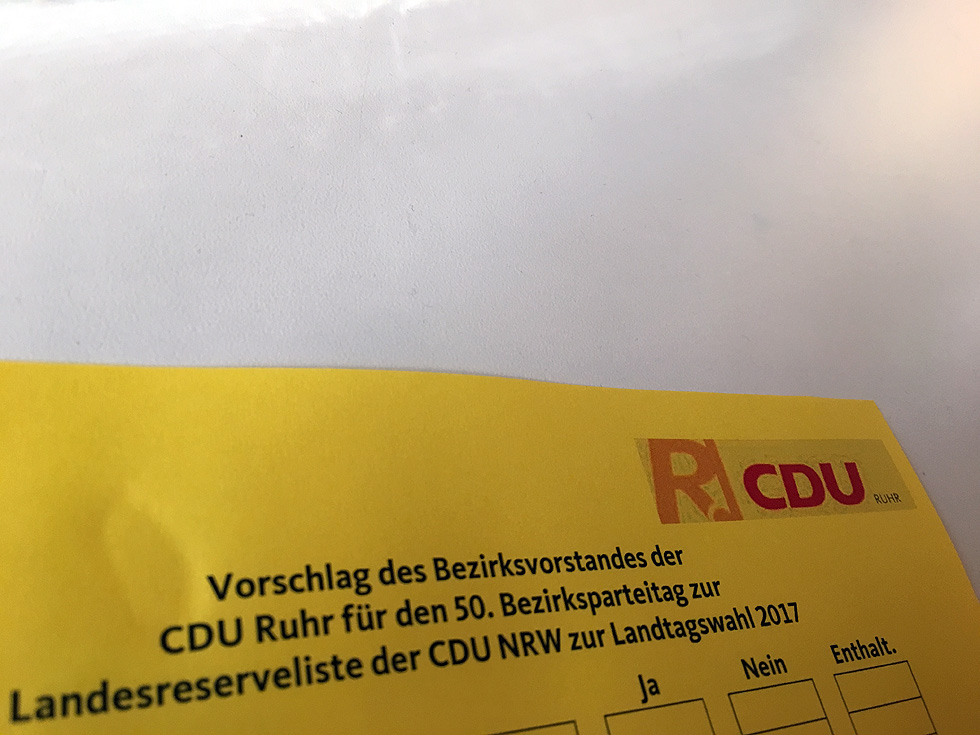 R
CDU RUHR
Vorschlag des Bezirksvorstandes der
CDU Ruhr für den 50. Bezirksparteitag zur
Landesreserveliste der CDU NRW zur Landtagswahl 2017
Ja Nein Enthalt.